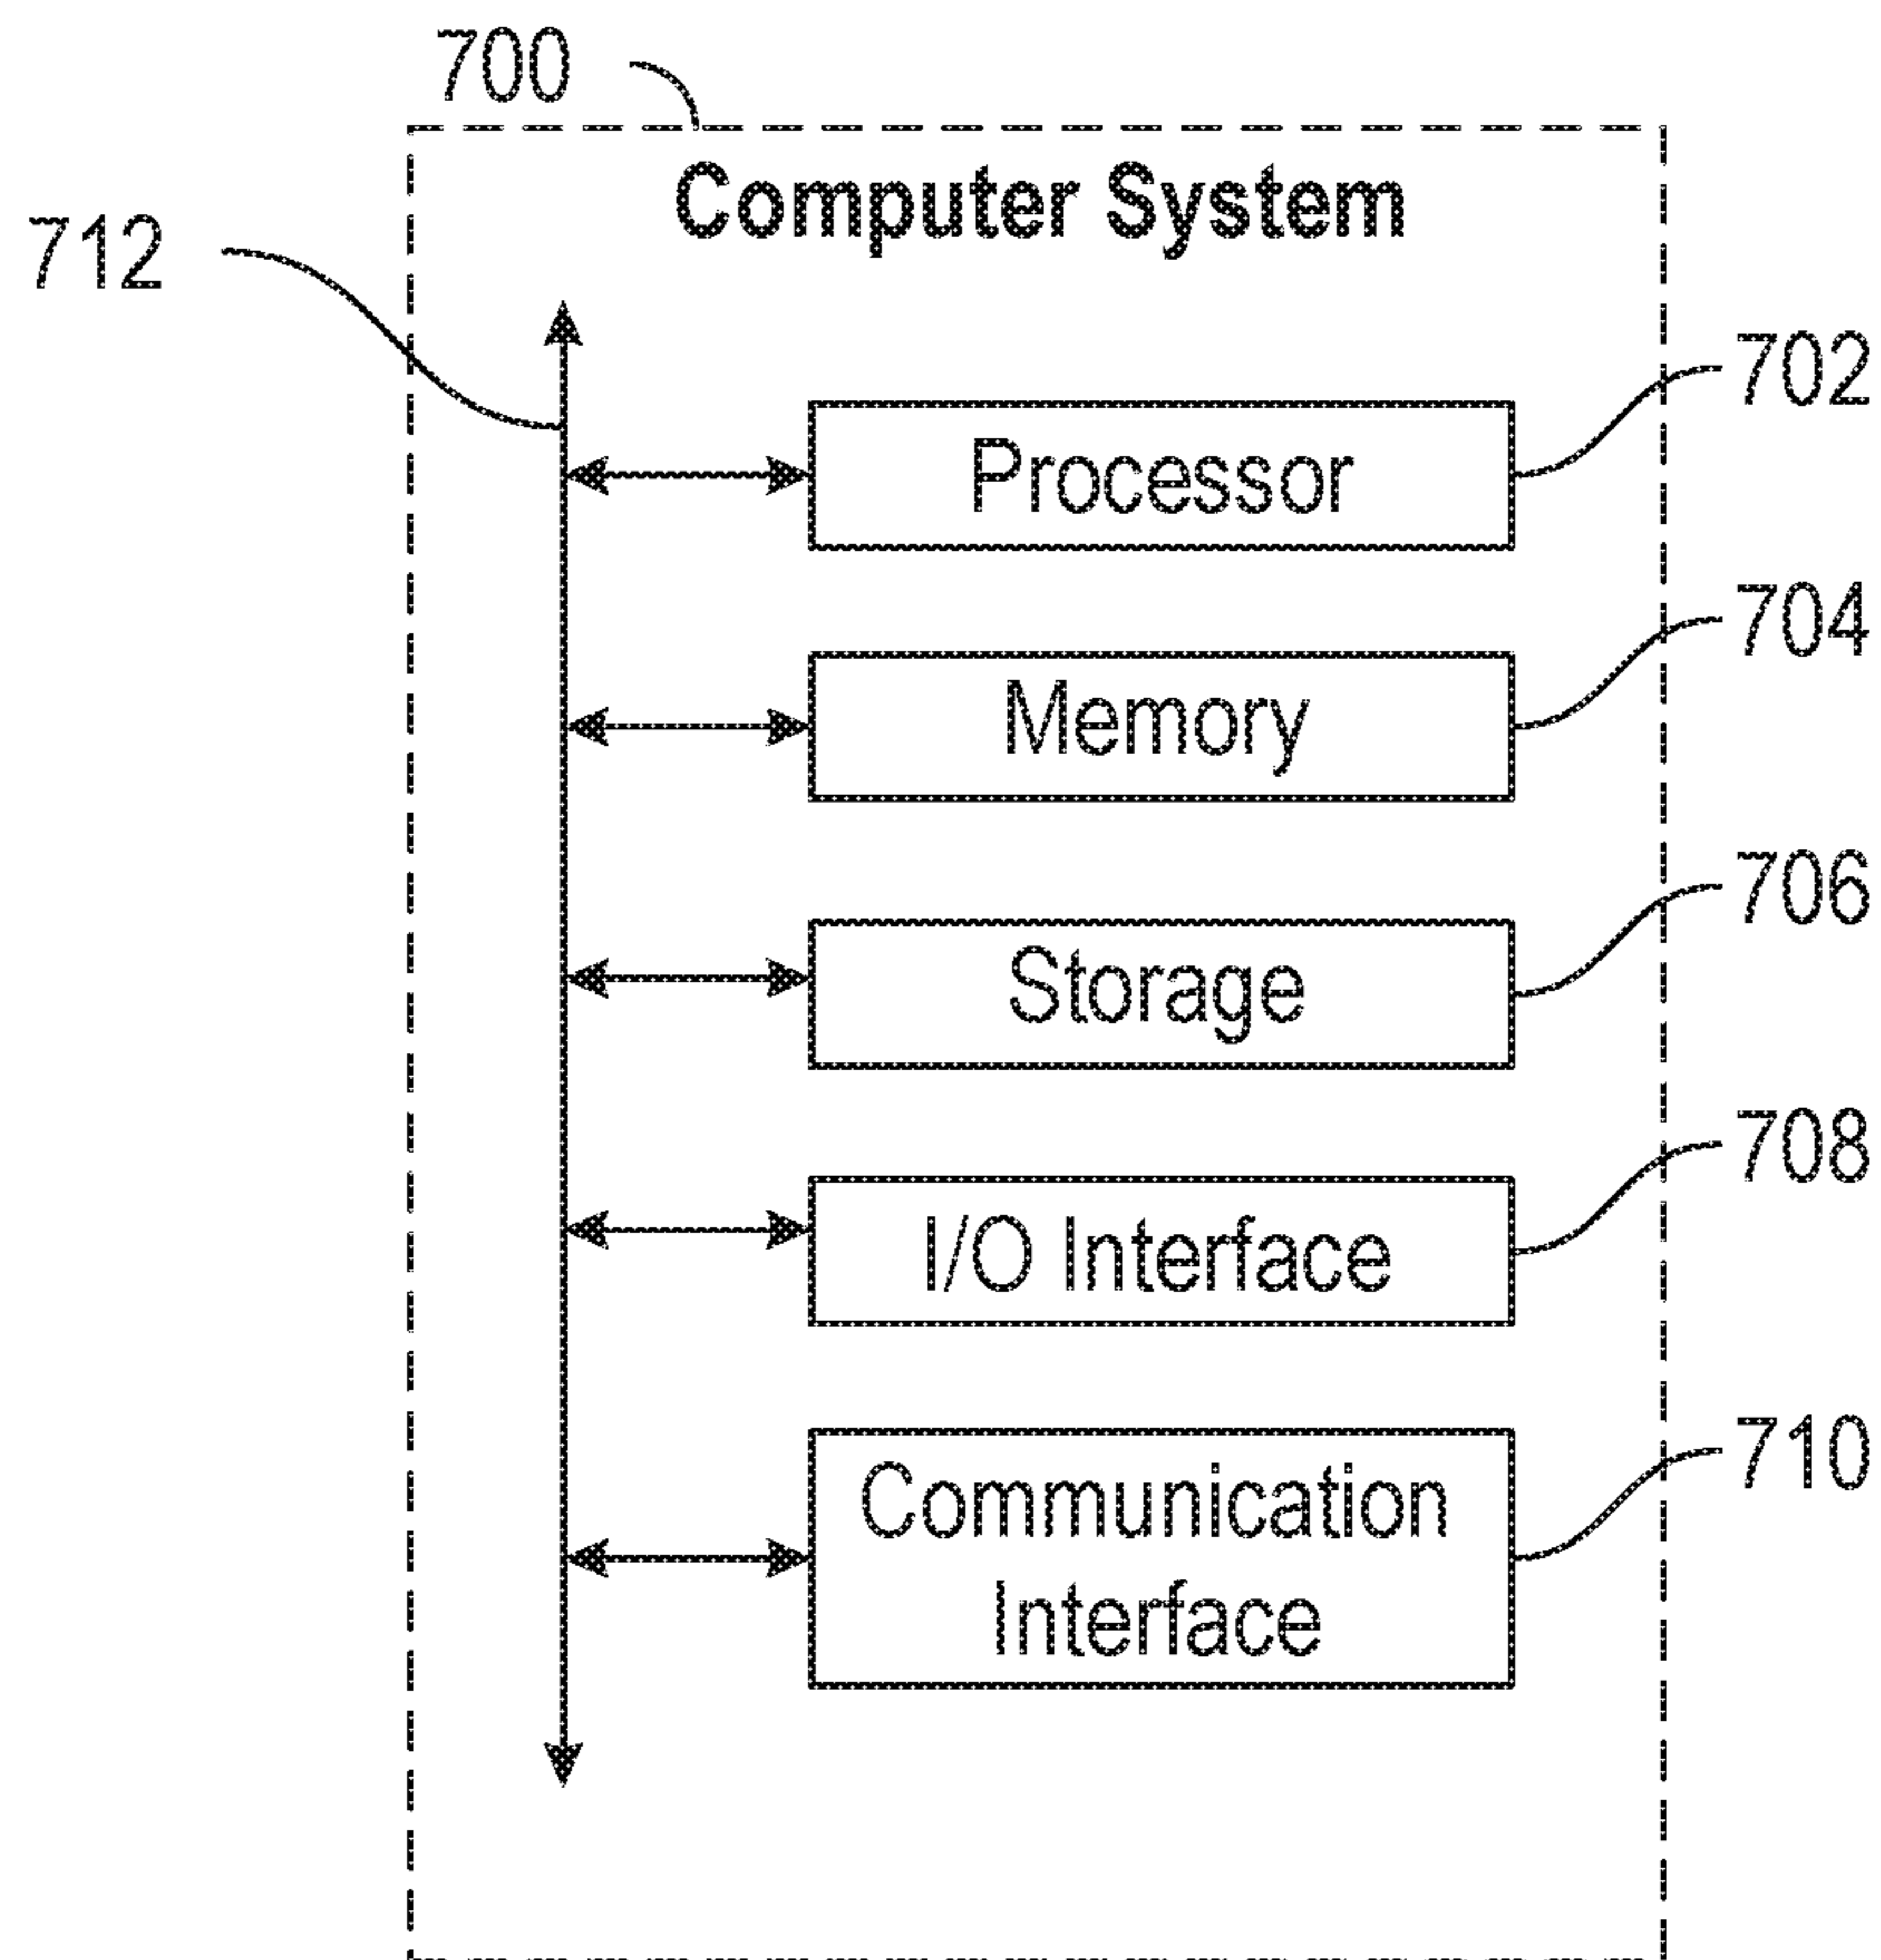 700
Computer System
712
702
Processor
704
Memory
706
Storage
708
I/O Interface
710
Communication
Interface